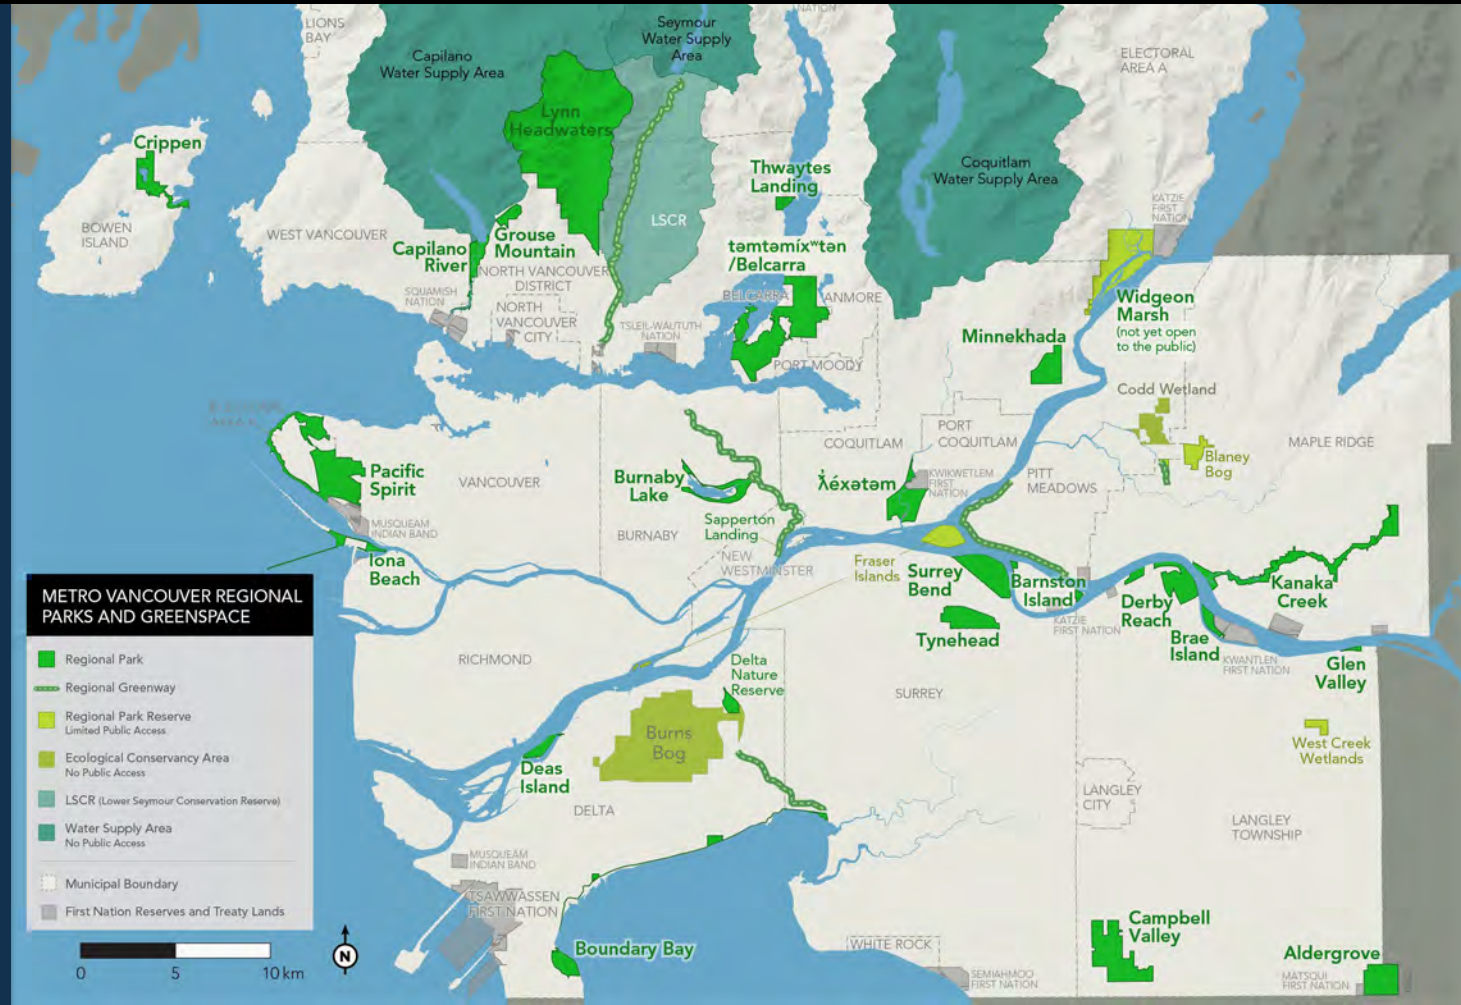 LIONS
BAY
Capilano
Water Supply Area
Seymour
Water Supply
Area
NATION
ELECTORAL
AREA A
Crippen
Lynn
Headwaters
Thwaytes
Landing
Coquitlam
Water Supply Area
KATZIE
FIRST
NATION
BOWEN
ISLAND
WEST VANCOUVER
LSCR
Capilano
River
Grouse
Mountain
NORTH VANCOUVER
DISTRICT
təmtəmíxʷtən
/Belcarra
BELCARRA
ANMORE
SQUAMISH
NATION
NORTH
VANCOUVER
CITY
TSLEIL-WAUTUTH
NATION
Widgeon
Marsh
(not yet open
to the public)
Minnekhada
PORT MOODY
Codd Wetland
COQUITLAM
PORT
COQUITLAM
MAPLE RIDGE
Pacific
Spirit
VANCOUVER
Burnaby
Lake
ƛ̓éxətəm
KWIKWETLEM
FIRST
NATION
PITT
MEADOWS
Blaney
Bog
MUSQUEAM
INDIAN BAND
BURNABY
Sapperton
Landing
NEW
WESTMINSTER
Iona
Beach
Fraser
Islands
Surrey
Bend
Barnston
Island
Derby
Reach
Kanaka
Creek
Tynehead
KATZIE
FIRST NATION
Brae
Island
KWANTLEN
FIRST NATION
Glen
Valley
METRO VANCOUVER REGIONAL
PARKS AND GREENSPACE
Regional Park
Regional Greenway
Regional Park Reserve
Limited Public Access
Ecological Conservancy Area
No Public Access
LSCR (Lower Seymour Conservation Reserve)
Water Supply Area
No Public Access
Municipal Boundary
First Nation Reserves and Treaty Lands
RICHMOND
Delta
Nature
Reserve
SURREY
Burns
Bog
West Creek
Wetlands
Deas
Island
DELTA
LANGLEY
CITY
LANGLEY
TOWNSHIP
MUSQUEAM
INDIAN BAND
TSAWWASSEN
FIRST NATION
Boundary Bay
WHITE ROCK
Campbell
Valley
SEMIAHMOO
FIRST NATION
Aldergrove
MATSQUI
FIRST NATION
0 5 10 km
N